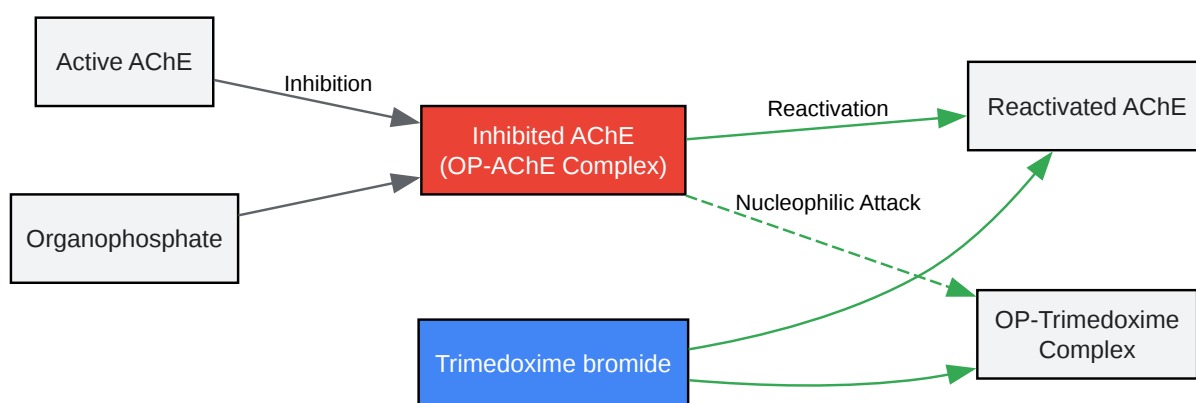 Active AChE
Inhibition
Organophosphate
Inhibited AChE
(OP-AChE Complex)
Reactivation
Nucleophilic Attack
Trimedoxime bromide
Reactivated AChE
OP-Trimedoxime
Complex